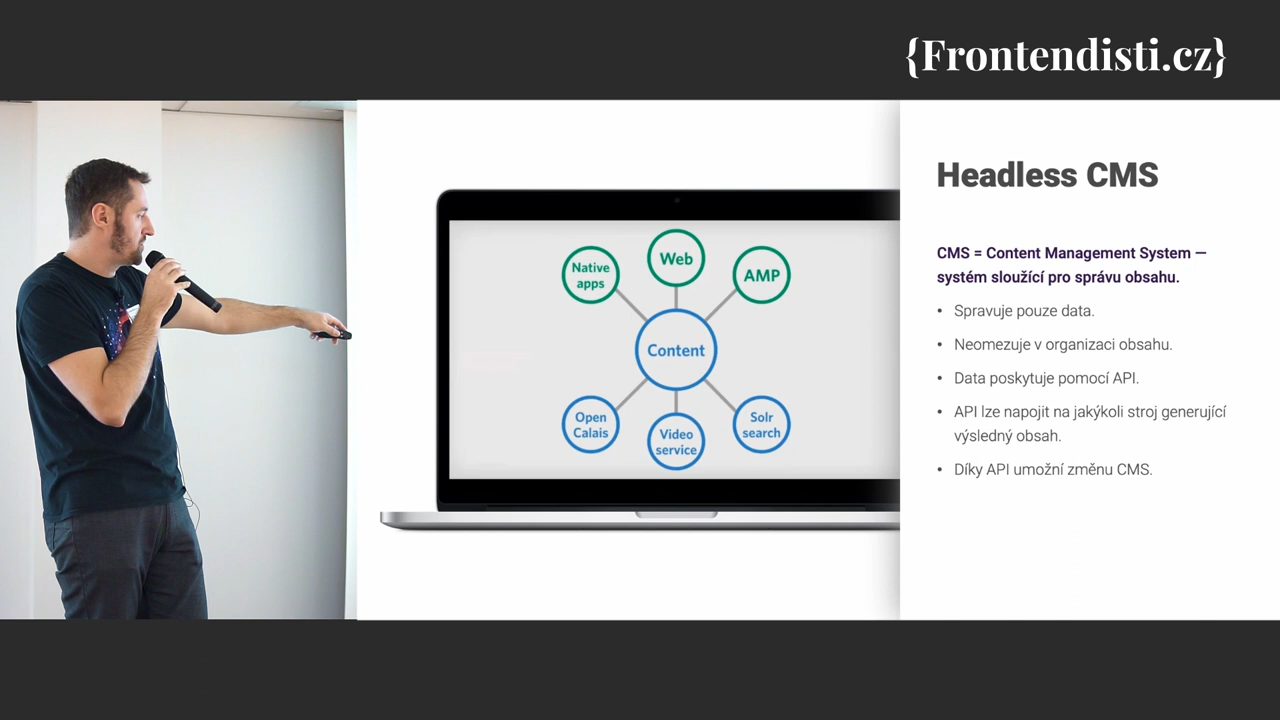 {Frontendisti.cz}
Native
apps
Web
AMP
Content
Open
Calais
Video
service
Solr
search
Headless CMS
CMS = Content Management System —
systém sloužící pro správu obsahu.
• Spravuje pouze data.
• Neomezuje v organizaci obsahu.
• Data poskytuje pomocí API.
• API lze napojit na jakýkoli stroj generující
výsledný obsah.
• Díky API umožní změnu CMS.